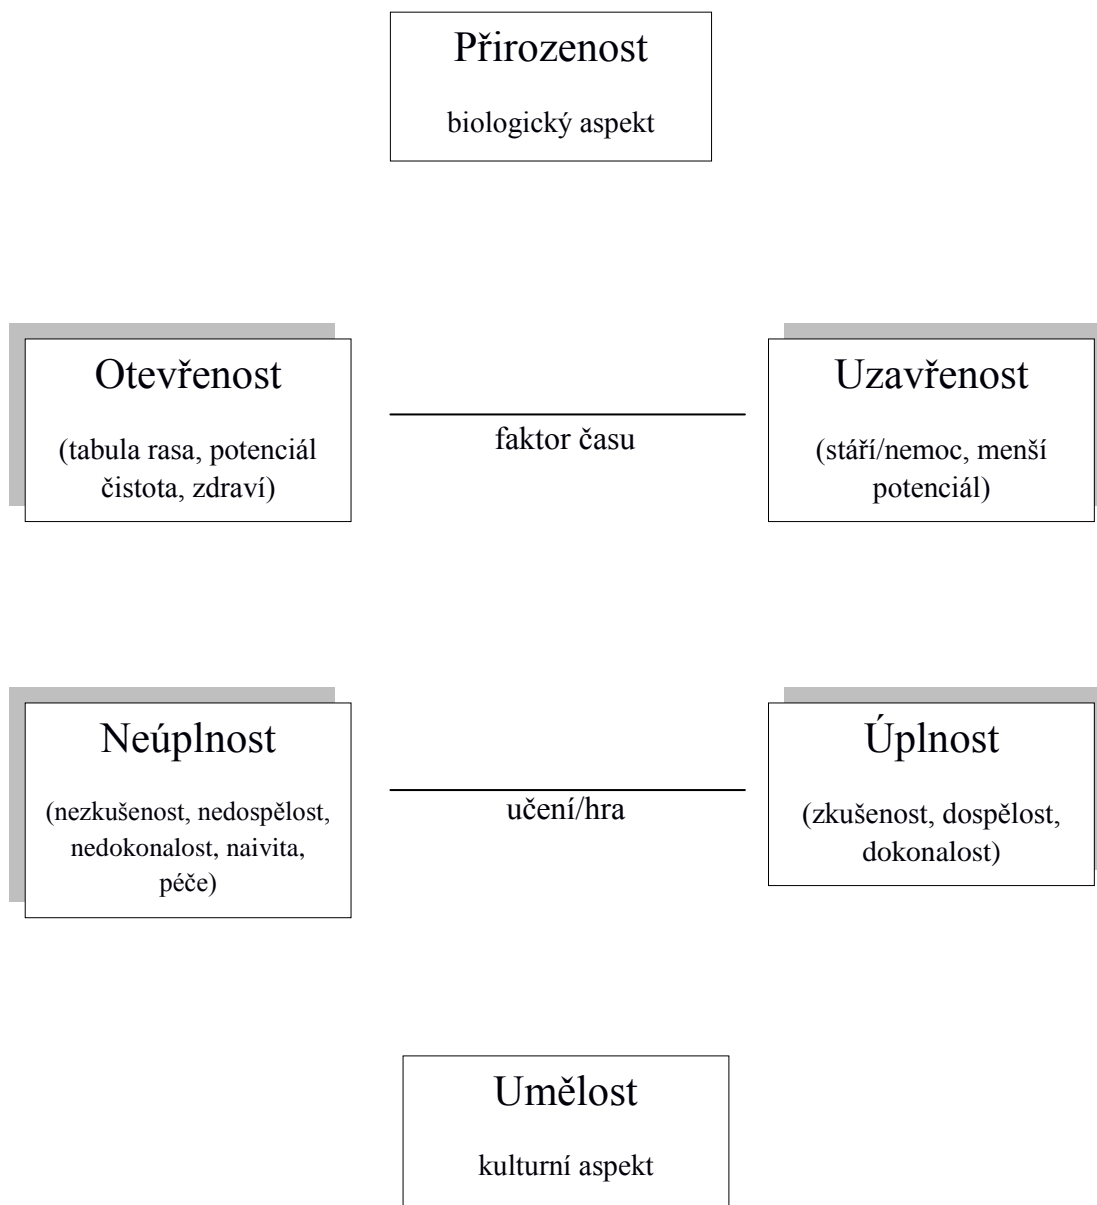 Přirozenost
biologický aspekt
Otevřenost
(tabula rasa, potenciál
čistota, zdraví)
faktor času
Uzavřenost
(stáří/nemoc, menší
potenciál)
Neúplnost
(nezkušenost, nedospělost,
nedokonalost, naivita,
péče)
učení/hra
Úplnost
(zkušenost, dospělost,
dokonalost)
Umělost
kulturní aspekt